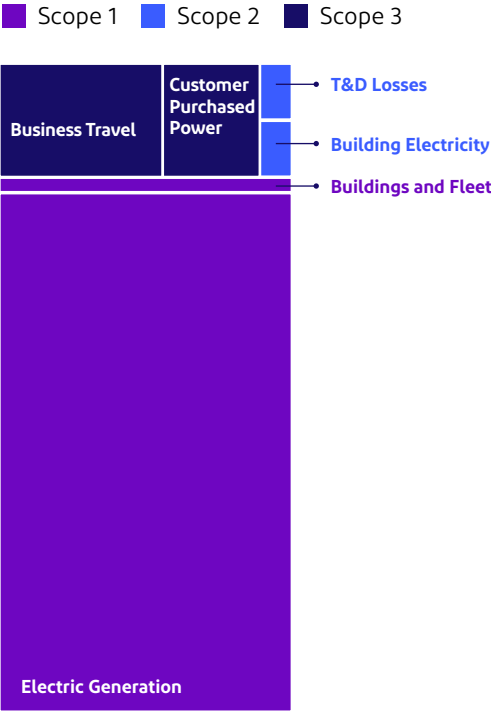 Scope 1 Scope 2 Scope 3
Business Travel
Customer
Purchased
Power
T&D Losses
Building Electricity
Buildings and Fleet
Electric Generation